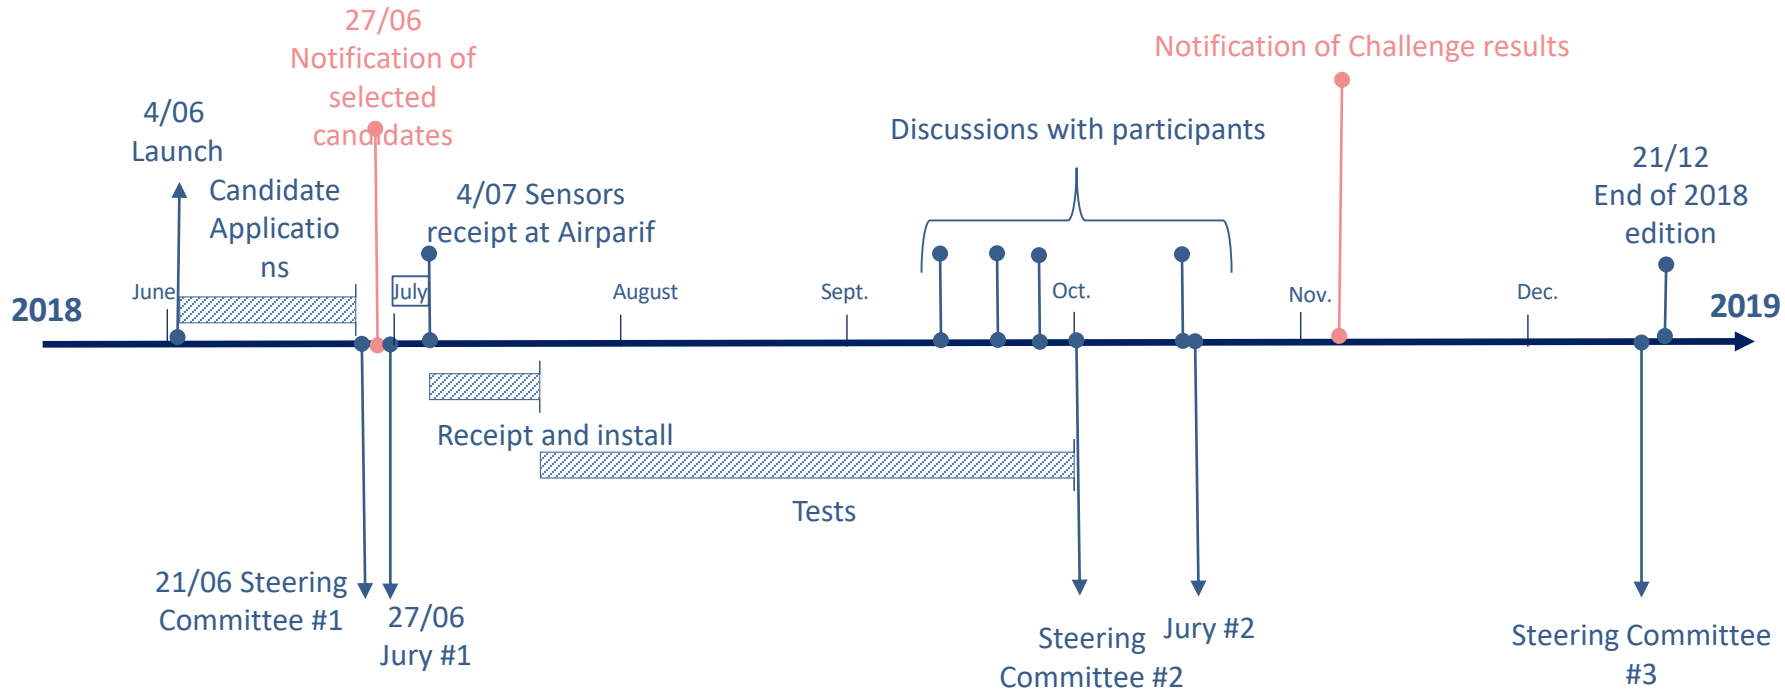 27/06
Notification of
selected
candidates
Notification of Challenge results
4/06
Launch
Discussions with participants
21/12
End of 2018
edition
Candidate
Applicatio
ns
4/07 Sensors
receipt at Airparif
2018
June
July
August
Sept.
Oct.
Nov.
Dec.
2019
Receipt and install
Tests
21/06 Steering
Committee #1
27/06
Jury #1
Steering
Committee #2
Jury #2
Steering Committee
#3